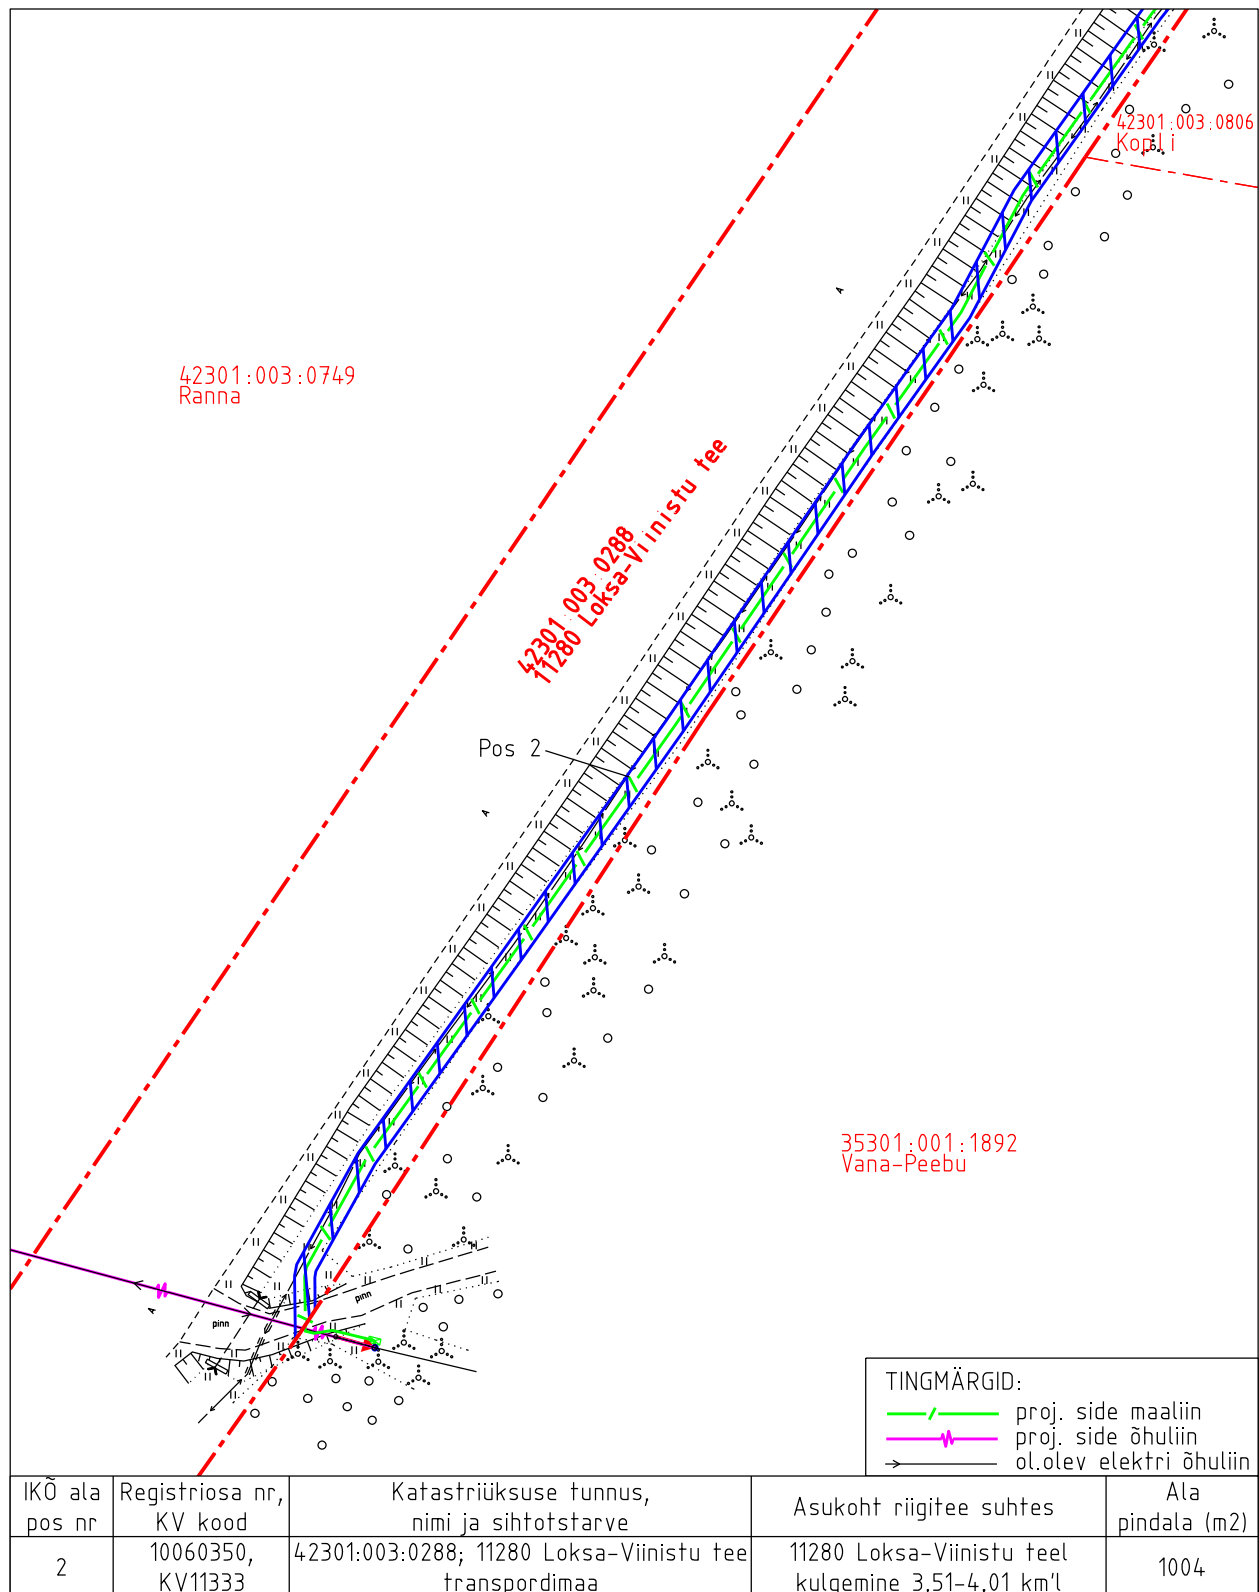 42301:003:0806
Kopli
42301:003:0749
Ranna
42301:003:0288
11280 Loksa-Viinistu tee
Pos 2
35301:001:1892
Vana-Peebu
pinn
pinn
TINGMÄRGID:
proj. side maaliin
proj. side õhuliin
ol.olev elektri õhuliin
IKÕ ala pos nr
Registriosa nr, KV kood
Katastriüksuse tunnus, nimi ja sihtotstarve
Asukoht riigitee suhtes
Ala pindala (m2)
2
10060350, KV11333
42301:003:0288; 11280 Loksa-Viinistu tee transpordimaa
11280 Loksa-Viinistu teel kulgemine 3,51-4,01 km'l
1004